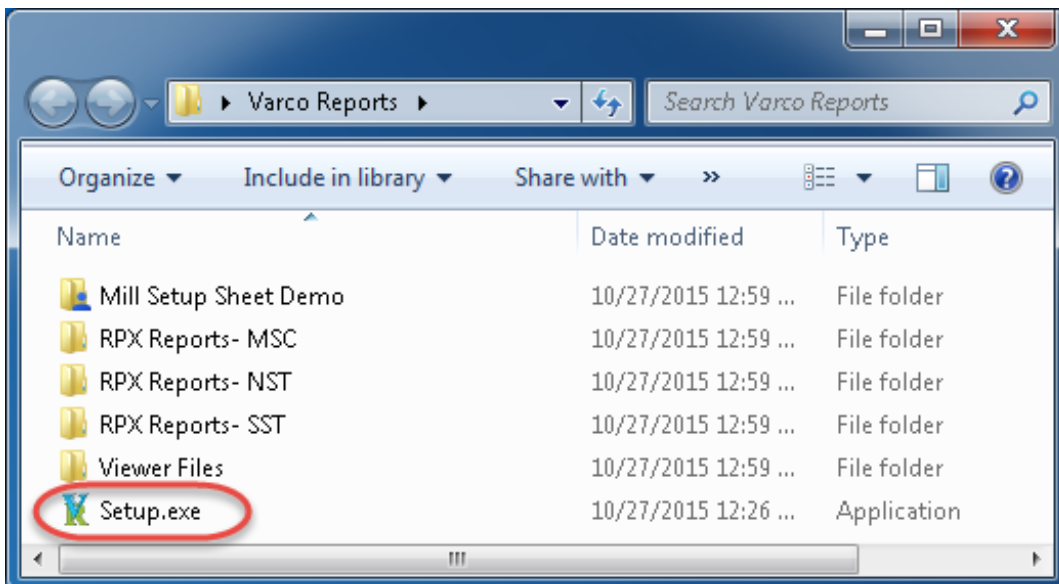 Varco Reports
Search Varco Reports
Organize Include in library Share with »
Name Date modified Type
Mill Setup Sheet Demo 10/27/2015 12:59 ... File folder
RPX Reports- MSC 10/27/2015 12:59 ... File folder
RPX Reports- NST 10/27/2015 12:59 ... File folder
RPX Reports- SST 10/27/2015 12:59 ... File folder
Viewer Files 10/27/2015 12:59 ... File folder
Setup.exe 10/27/2015 12:26 ... Application